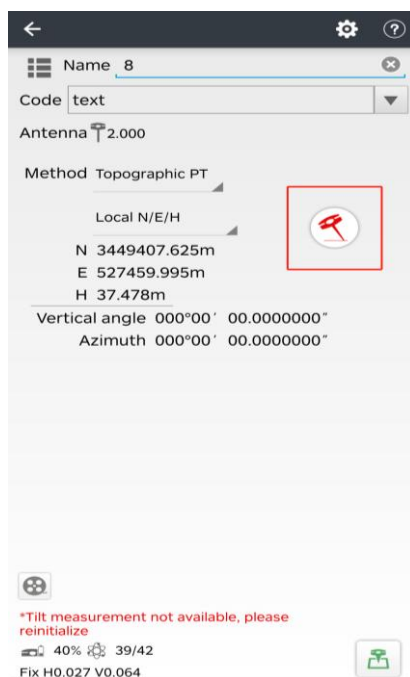 Name 8
Code text
Antenna 2.000
Method Topographic PT
Local N/E/H
N 3449407.625m
E 527459.995m
H 37.478m
Vertical angle 000°00′ 00.0000000″
Azimuth 000°00′ 00.0000000″
*Tilt measurement not available, please
reinitialize
40% 39/42
Fix H0.027 V0.064